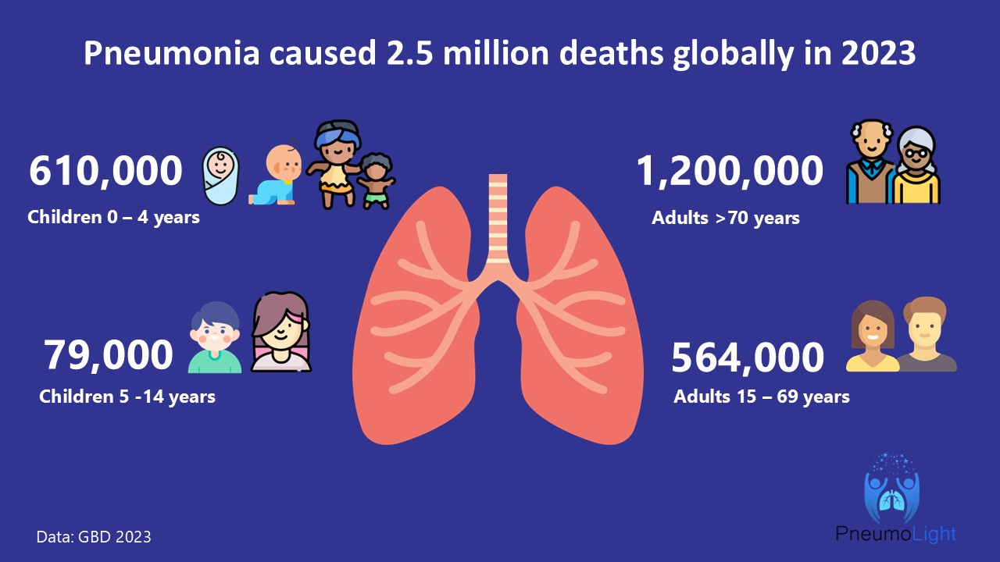 Pneumonia caused 2.5 million deaths globally in 2023
610,000
Children 0 – 4 years
1,200,000
Adults >70 years
79,000
Children 5 -14 years
564,000
Adults 15 – 69 years
Data: GBD 2023
PneumoLight